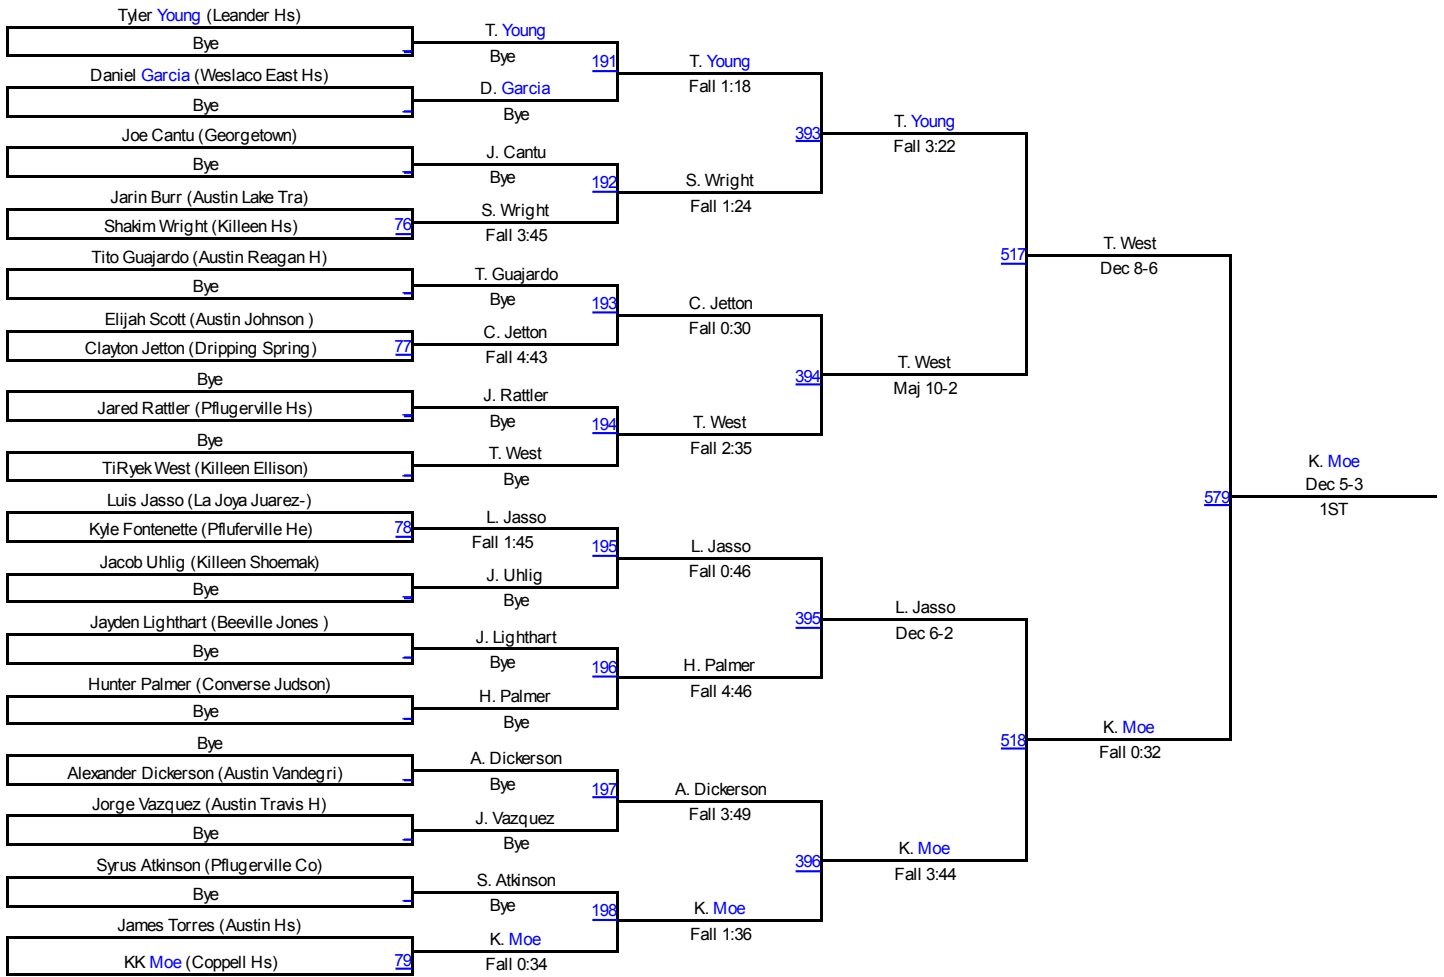 Tyler Young (Leander Hs)
Bye
Daniel Garcia (Weslaco East Hs)
Bye
Joe Cantu (Georgetown)
Bye
Jarin Burr (Austin Lake Tra)
Shakim Wright (Killeen Hs) 76
Tito Guajardo (Austin Reagan H)
Bye
Elijah Scott (Austin Johnson )
Clayton Jetton (Dripping Spring) 77
Bye
Jared Rattler (Pflugerville Hs)
Bye
TiRyek West (Killeen Ellison)
Luis Jasso (La Joya Juarez-)
Kyle Fontenette (Pfluferville He) 78
Jacob Uhlig (Killeen Shoemak)
Bye
Jayden Lighthart (Beeville Jones )
Bye
Hunter Palmer (Converse Judson)
Bye
Bye
Alexander Dickerson (Austin Vandegri)
Jorge Vazquez (Austin Travis H)
Bye
Syrus Atkinson (Pflugerville Co)
Bye
James Torres (Austin Hs)
KK Moe (Coppell Hs) 79
T. Young
Bye
191
D. Garcia
Bye
J. Cantu
Bye
192
S. Wright
Fall 3:45
T. Guajardo
Bye
193
C. Jetton
Fall 4:43
J. Rattler
Bye
194
T. West
Bye
L. Jasso
Fall 1:45
195
J. Uhlig
Bye
J. Lighthart
Bye
196
H. Palmer
Bye
A. Dickerson
Bye
197
J. Vazquez
Bye
S. Atkinson
Bye
198
K. Moe
Fall 0:34
T. Young
Fall 1:18
393
S. Wright
Fall 1:24
C. Jetton
Fall 0:30
394
T. West
Fall 2:35
L. Jasso
Fall 0:46
395
H. Palmer
Fall 4:46
A. Dickerson
Fall 3:49
396
K. Moe
Fall 1:36
T. Young
Fall 3:22
517
T. West
Maj 10-2
L. Jasso
Dec 6-2
518
K. Moe
Fall 3:44
T. West
Dec 8-6
579
K. Moe
Fall 0:32
K. Moe
Dec 5-3
1ST